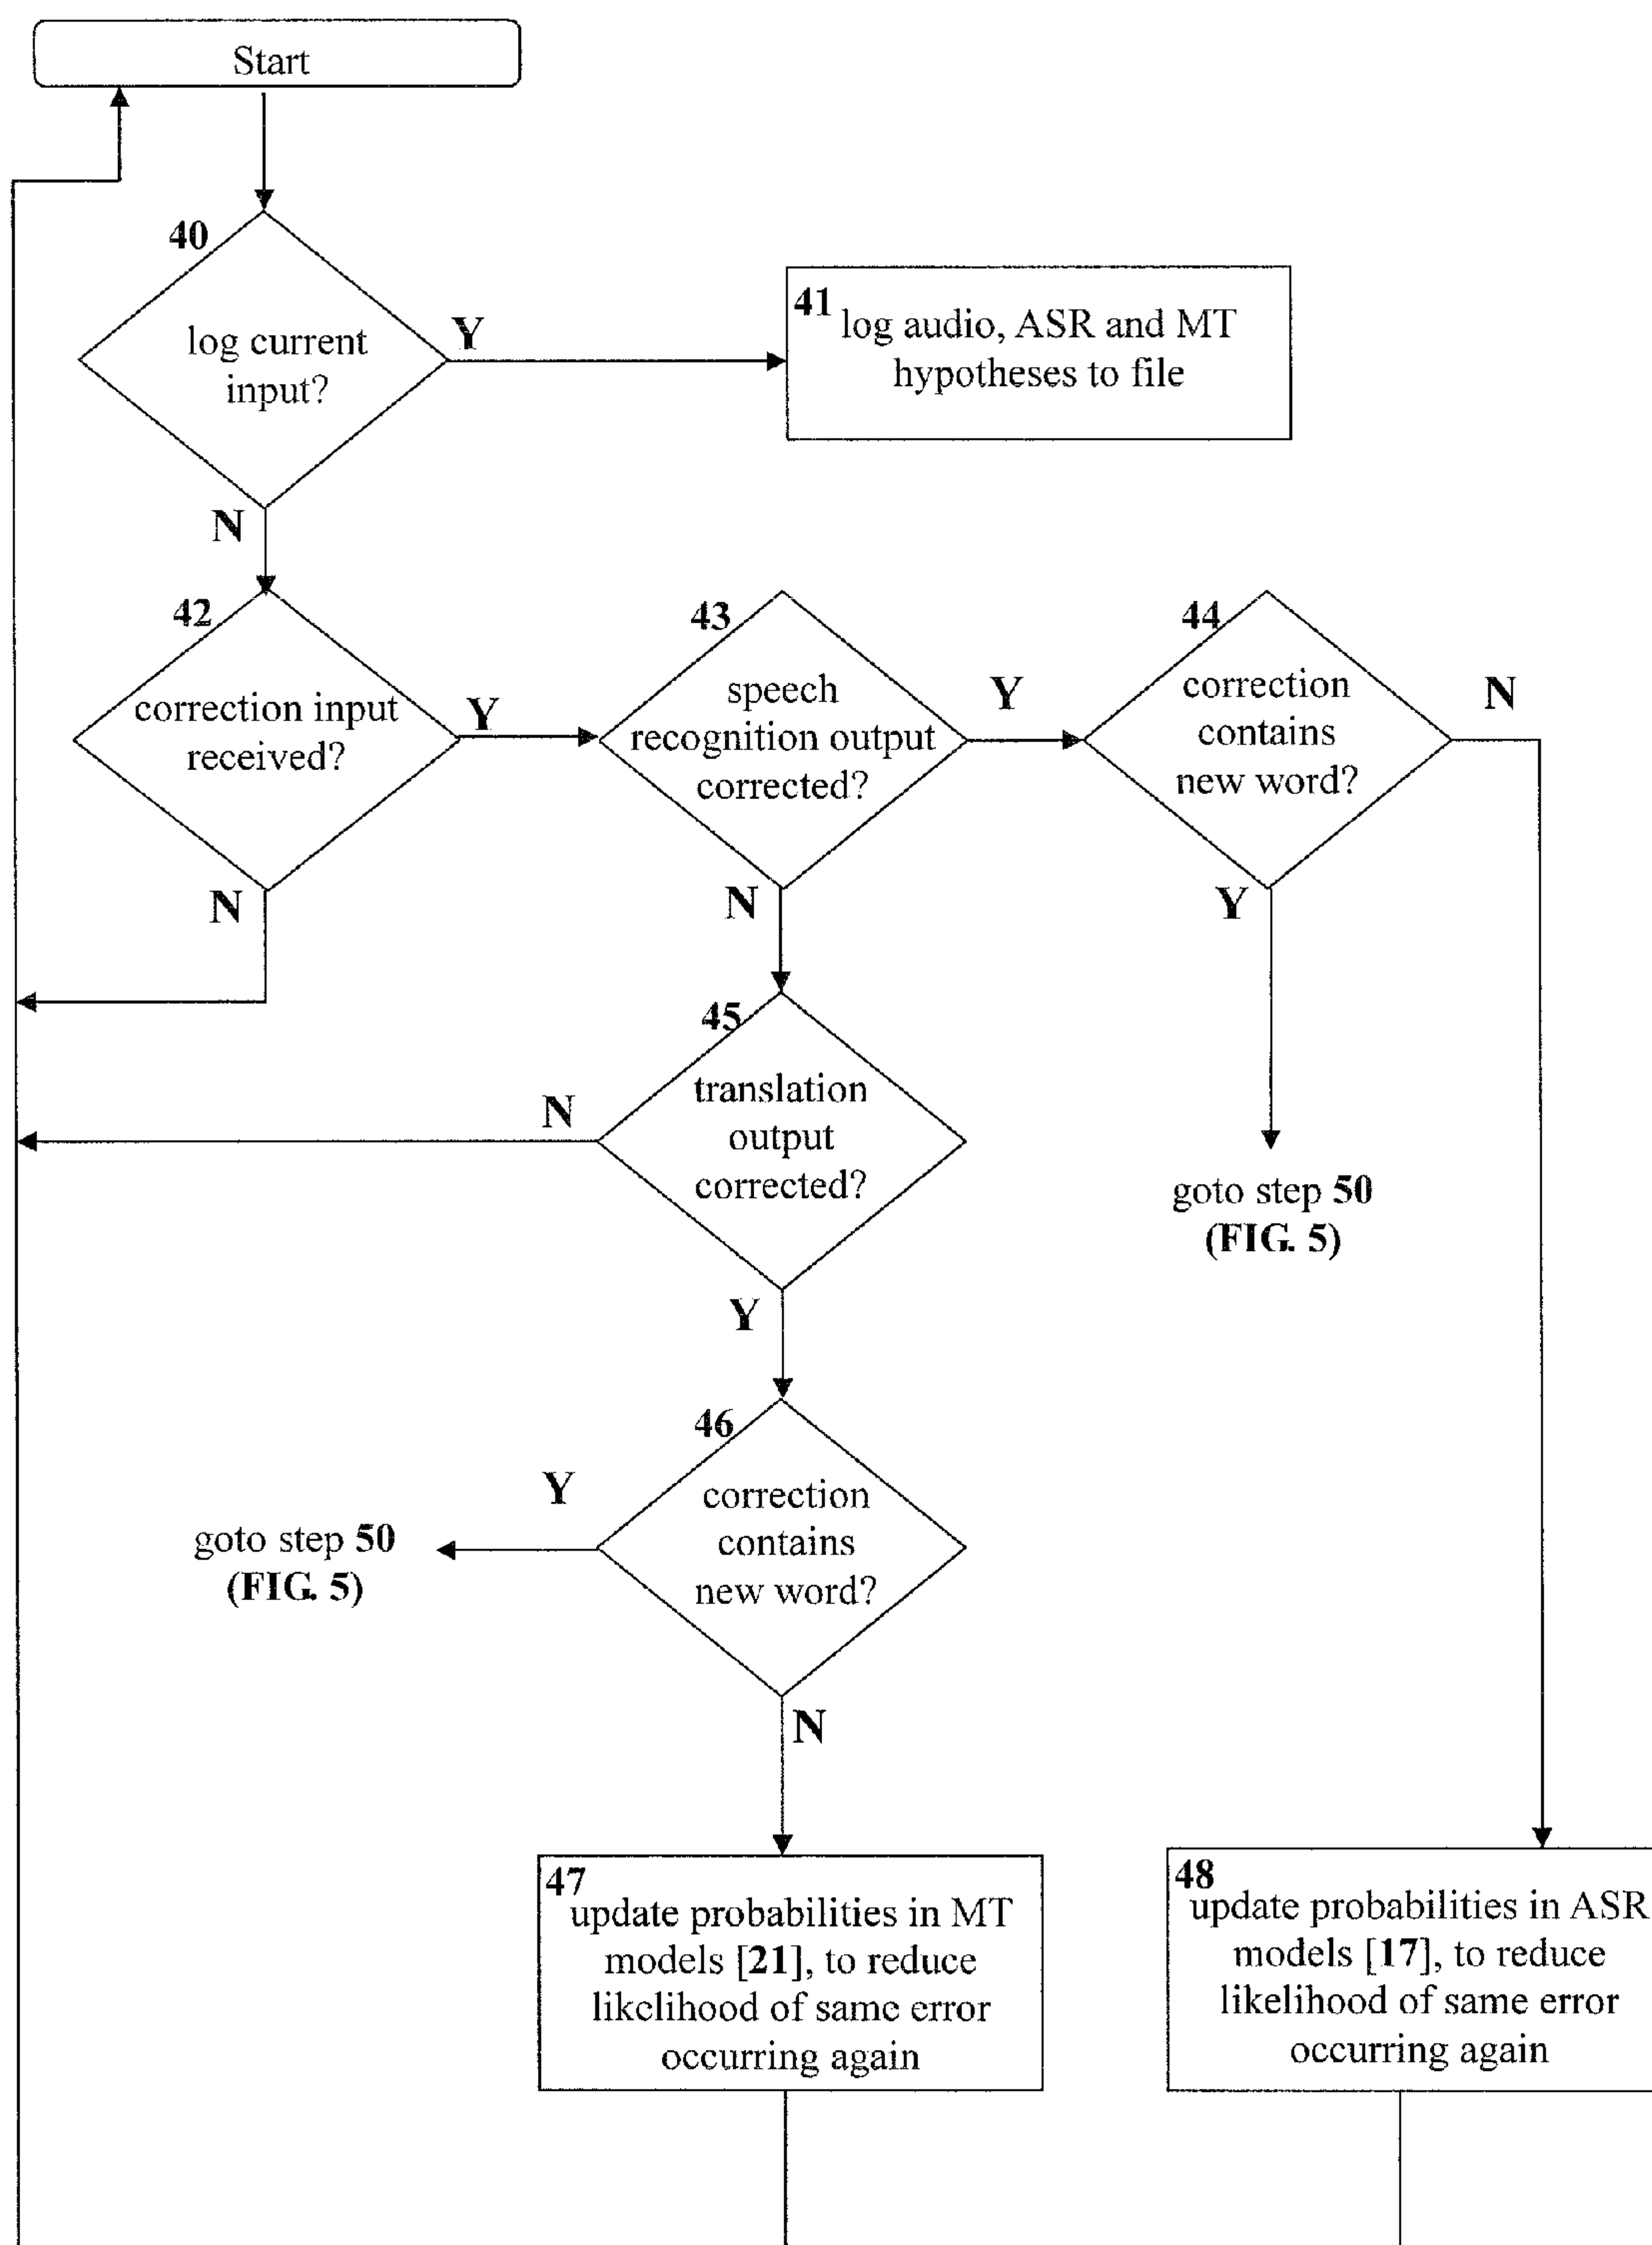 Start
40
log current
input?
Y
41
log audio, ASR and MT
hypotheses to file
N
42
correction input
received?
Y
43
speech
recognition output
corrected?
Y
44
correction
contains
new word?
N
N
N
Y
45
translation
output
corrected?
N
goto step 50
(FIG. 5)
Y
46
correction
contains
new word?
Y
goto step 50
(FIG. 5)
N
47
update probabilities in MT
models [21], to reduce
likelihood of same error
occurring again
48
update probabilities in ASR
models [17], to reduce
likelihood of same error
occurring again